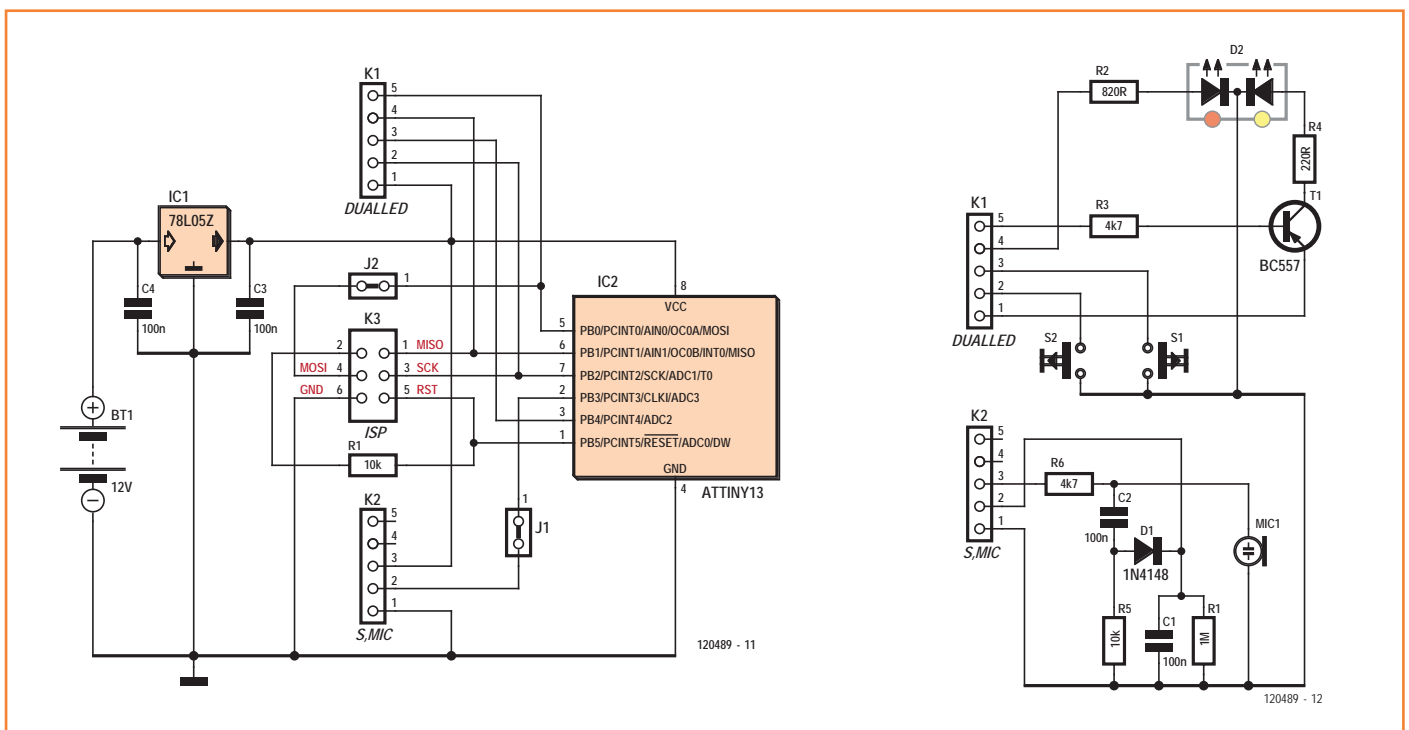 K1
5
4
3
2
1
DUALLED
IC1
78L05Z
C4
100n
C3
100n
J2
1
K3
2
1
MISO
MOSI
4
3
SCK
GND
6
5
RST
ISP
R1
10k
BT1
12V
K2
5
4
3
2
1
S,MIC
1
J1
IC2
8
VCC
5
PB0/PCINT0/AIN0/OC0A/MOSI
6
PB1/PCINT1/AIN1/OC0B/INT0/MISO
7
PB2/PCINT2/SCK/ADC1/T0
2
PB3/PCINT3/CLKI/ADC3
3
PB4/PCINT4/ADC2
1
PB5/PCINT5/RESET/ADC0/DW
GND
4
ATTINY13
120489 - 11
D2
R2
820R
R4
220R
T1
BC557
K1
5
4
3
2
1
DUALLED
R3
4k7
S2
S1
K2
5
4
3
2
1
S,MIC
R6
4k7
C2
100n
D1
1N4148
MIC1
R5
10k
C1
100n
R1
1M
120489 - 12